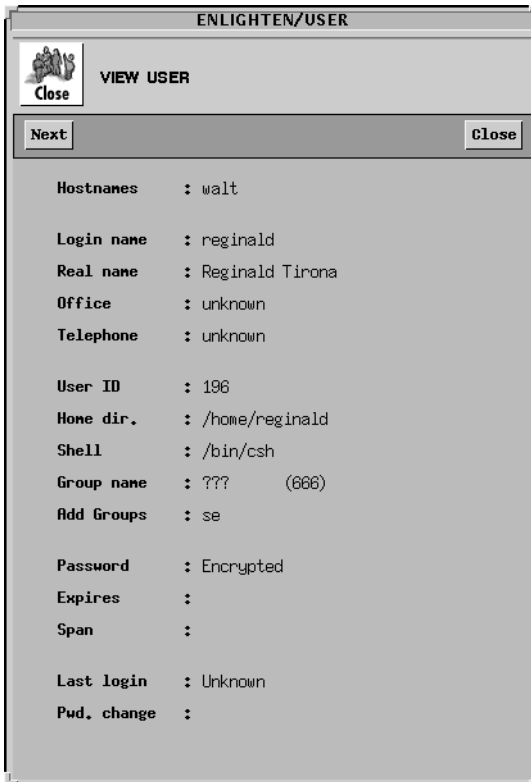 ENLIGHTEN/USER
Close
VIEW USER
Next
Close
Hostnames : walt
Login name : reginald
Real name : Reginald Tirona
Office : unknown
Telephone : unknown
User ID : 196
Home dir. : /home/reginald
Shell : /bin/csh
Group name : ??? (666)
Add Groups : se
Password : Encrypted
Expires :
Span :
Last login : Unknown
Pwd. change :